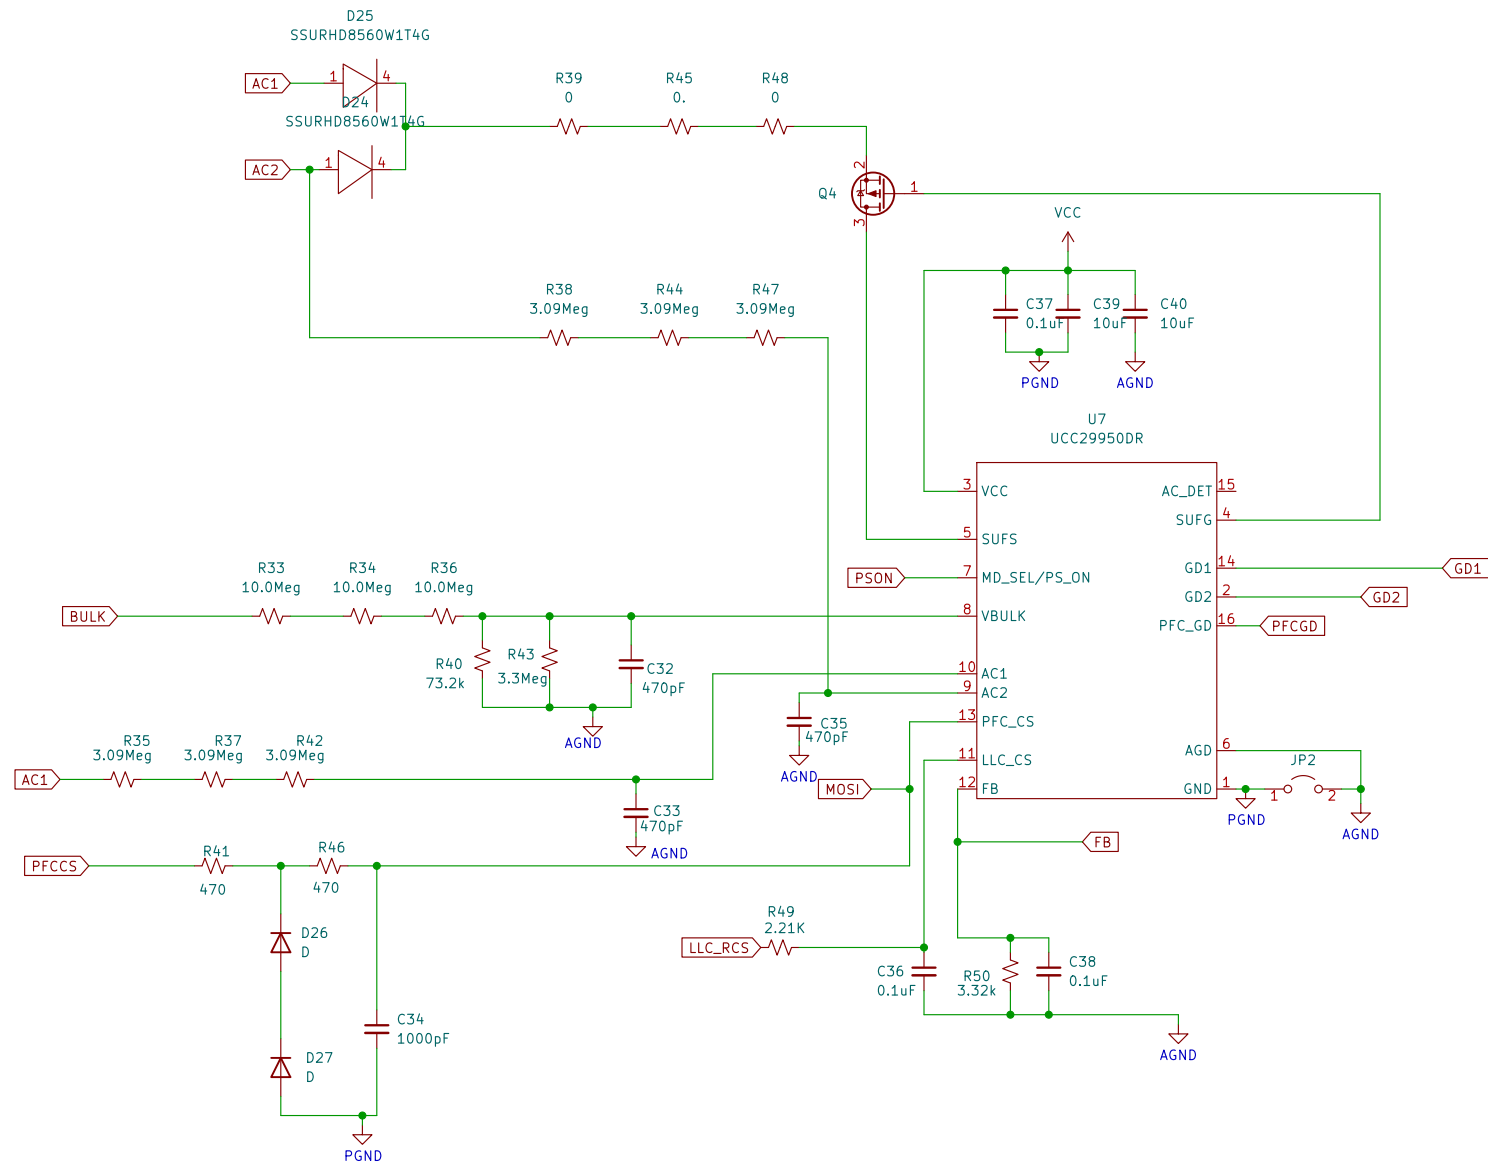 D25
SSURHD8560W1T4G
AC1
1
4
D24
SSURHD8560W1T4G
AC2
1
4
R39
0
R45
0.
R48
0
Q4
2
1
3
VCC
R38
3.09Meg
R44
3.09Meg
R47
3.09Meg
C37
0.1uF
C39
10uF
C40
10uF
PGND
AGND
U7
UCC29950DR
3
VCC
AC_DET
15
SUFG
4
5
SUFS
GD1
14
GD1
PSON
7
MD_SEL/PS_ON
GD2
2
GD2
8
VBULK
PFC_GD
16
PFCGD
R33
10.0Meg
R34
10.0Meg
R36
10.0Meg
BULK
R40
73.2k
R43
3.3Meg
C32
470pF
AGND
10
AC1
9
AC2
13
PFC_CS
11
LLC_CS
12
FB
AGD
6
GND
1
JP2
1
2
PGND
AGND
C35
470pF
AGND
MOSI
R35
3.09Meg
R37
3.09Meg
R42
3.09Meg
AC1
C33
470pF
AGND
FB
PFCCS
R41
470
R46
470
D26
D
D27
D
C34
1000pF
PGND
R49
2.21K
LLC_RCS
C36
0.1uF
R50
3.32k
C38
0.1uF
AGND